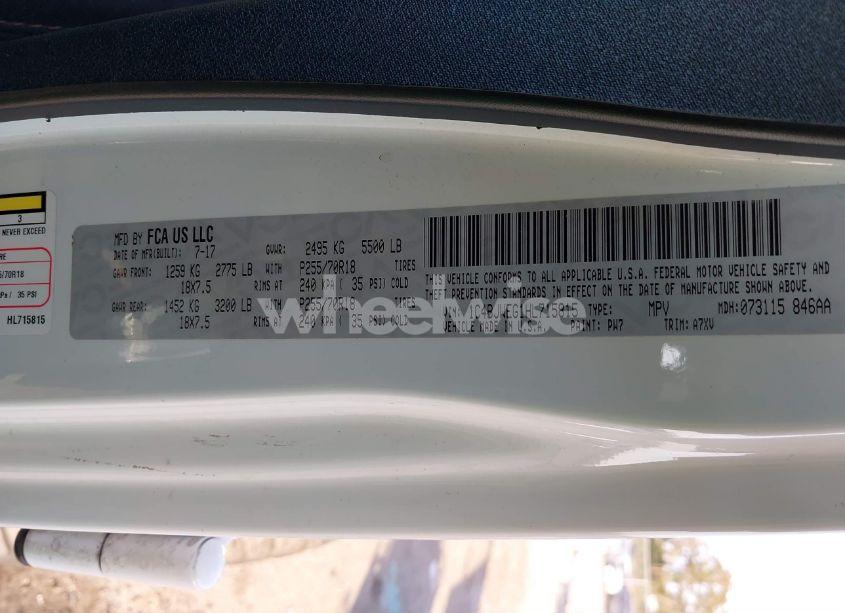 3
NEVER EXCEED
/70R18
35 PSI
HL715815
MFD BY FCA US LLC
DATE OF MFR(BUILT): 7-17 GVWR: 2495 KG 5500 LB
GAWR FRONT: 1259 KG 2775 LB WITH P255/70R18 TIRES
18X7.5 RIMS AT 240 KPA ( 35 PSI) COLD
GAWR REAR: 1452 KG 3200 LB WITH P255/70R18 TIRES
18X7.5 RIMS AT 240 KPA ( 35 PSI) COLD
THIS VEHICLE CONFORMS TO ALL APPLICABLE U.S.A. FEDERAL MOTOR VEHICLE SAFETY AND
THEFT PREVENTION STANDARDS IN EFFECT ON THE DATE OF MANUFACTURE SHOWN ABOVE.
VIN: 1C4BJWEG1HL715815 TYPE: MPV MDH: 073115 846AA
VEHICLE MADE IN U.S.A. PAINT: PW7 TRIM: A7XV
wheelwise